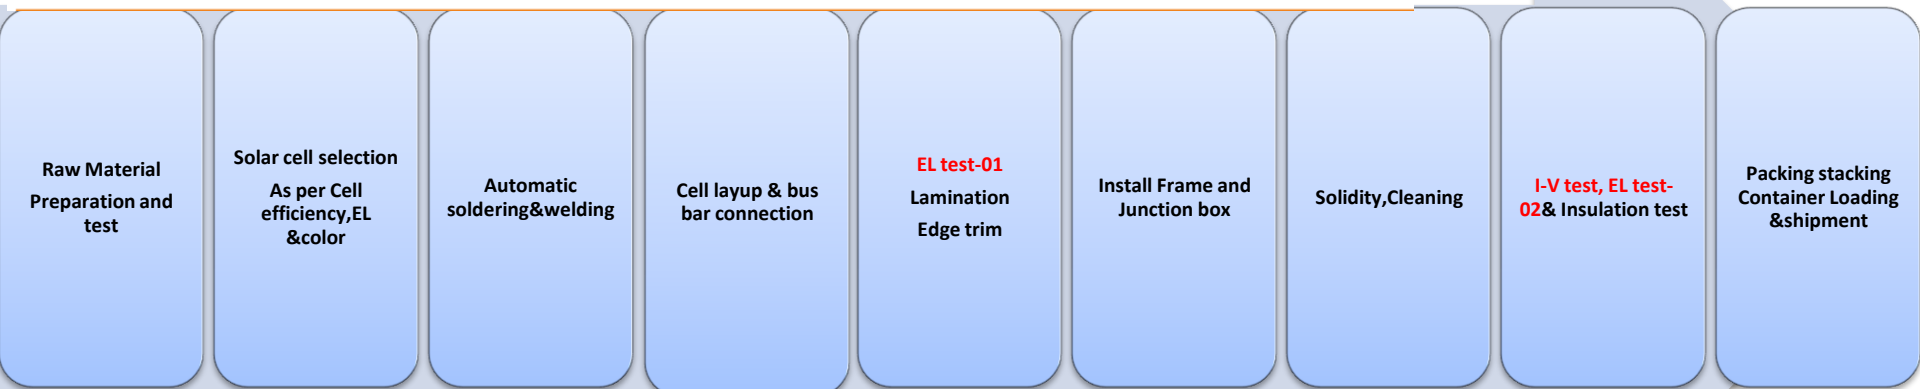 Raw Material
Preparation and
test
Solar cell selection
As per Cell
efficiency,EL
&color
Automatic
soldering&welding
Cell layup & bus
bar connection
EL test-01
Lamination
Edge trim
Install Frame and
Junction box
Solidity,Cleaning
I-V test, EL test-
02& Insulation test
Packing stacking
Container Loading
&shipment